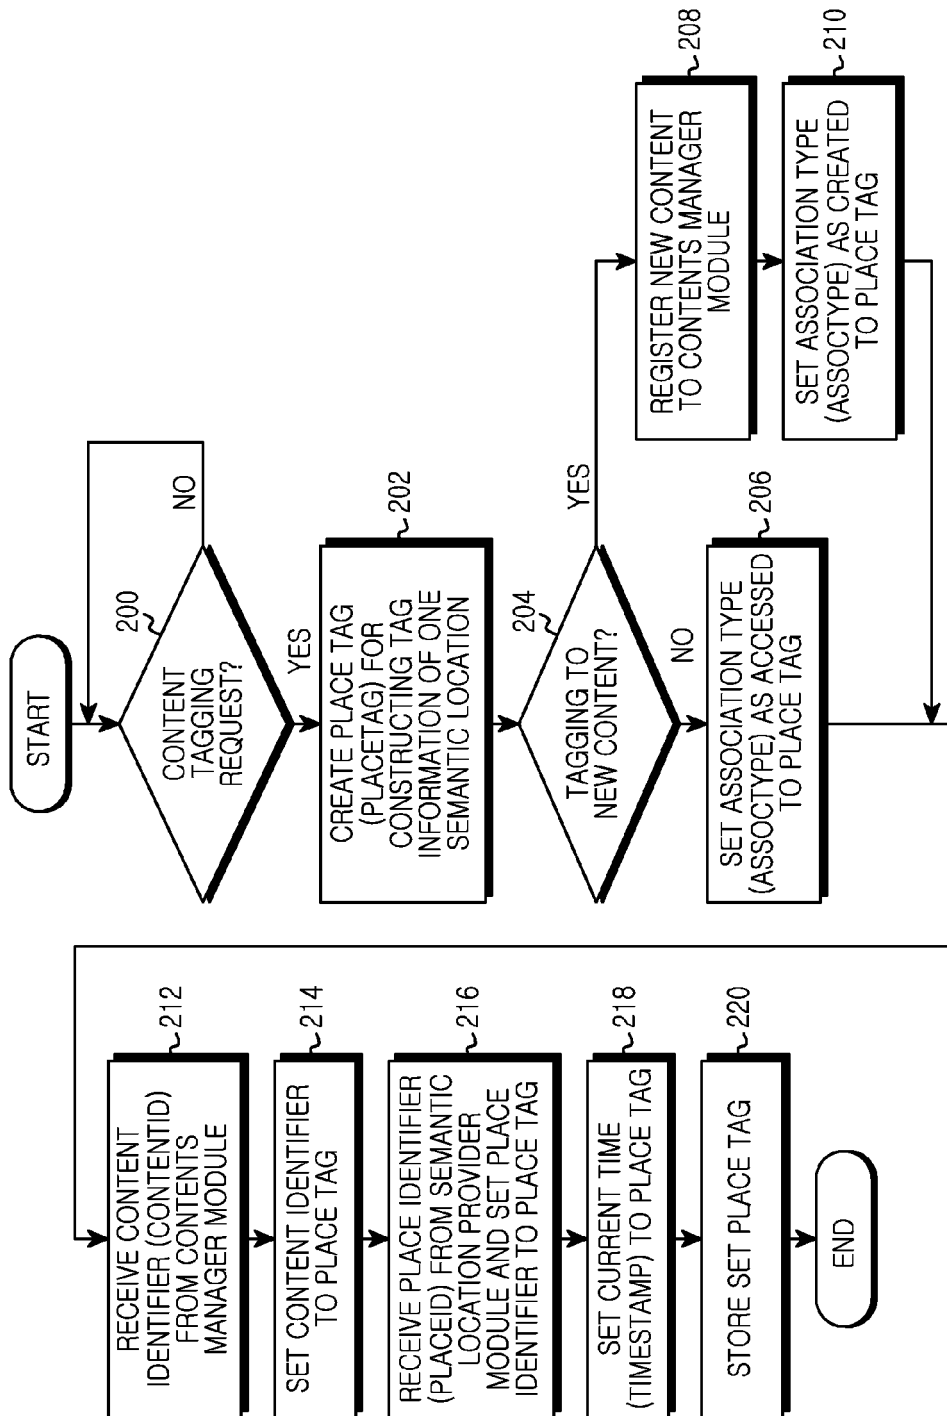 START
200
CONTENT
TAGGING
REQUEST?
NO
YES
202
CREATE PLACE TAG
(PLACETAG) FOR
CONSTRUCTING TAG
INFORMATION OF ONE
SEMANTIC LOCATION
204
TAGGING TO
NEW CONTENT?
YES
NO
206
SET ASSOCIATION TYPE
(ASSOCTYPE) AS ACCESSED
TO PLACE TAG
208
REGISTER NEW CONTENT
TO CONTENTS MANAGER
MODULE
210
SET ASSOCIATION TYPE
(ASSOCTYPE) AS CREATED
TO PLACE TAG
212
RECEIVE CONTENT
IDENTIFIER (CONTENTID)
FROM CONTENTS
MANAGER MODULE
214
SET CONTENT IDENTIFIER
TO PLACE TAG
216
RECEIVE PLACE IDENTIFIER
(PLACEID) FROM SEMANTIC
LOCATION PROVIDER
MODULE AND SET PLACE
IDENTIFIER TO PLACE TAG
218
SET CURRENT TIME
(TIMESTAMP) TO PLACE TAG
220
STORE SET PLACE TAG
END